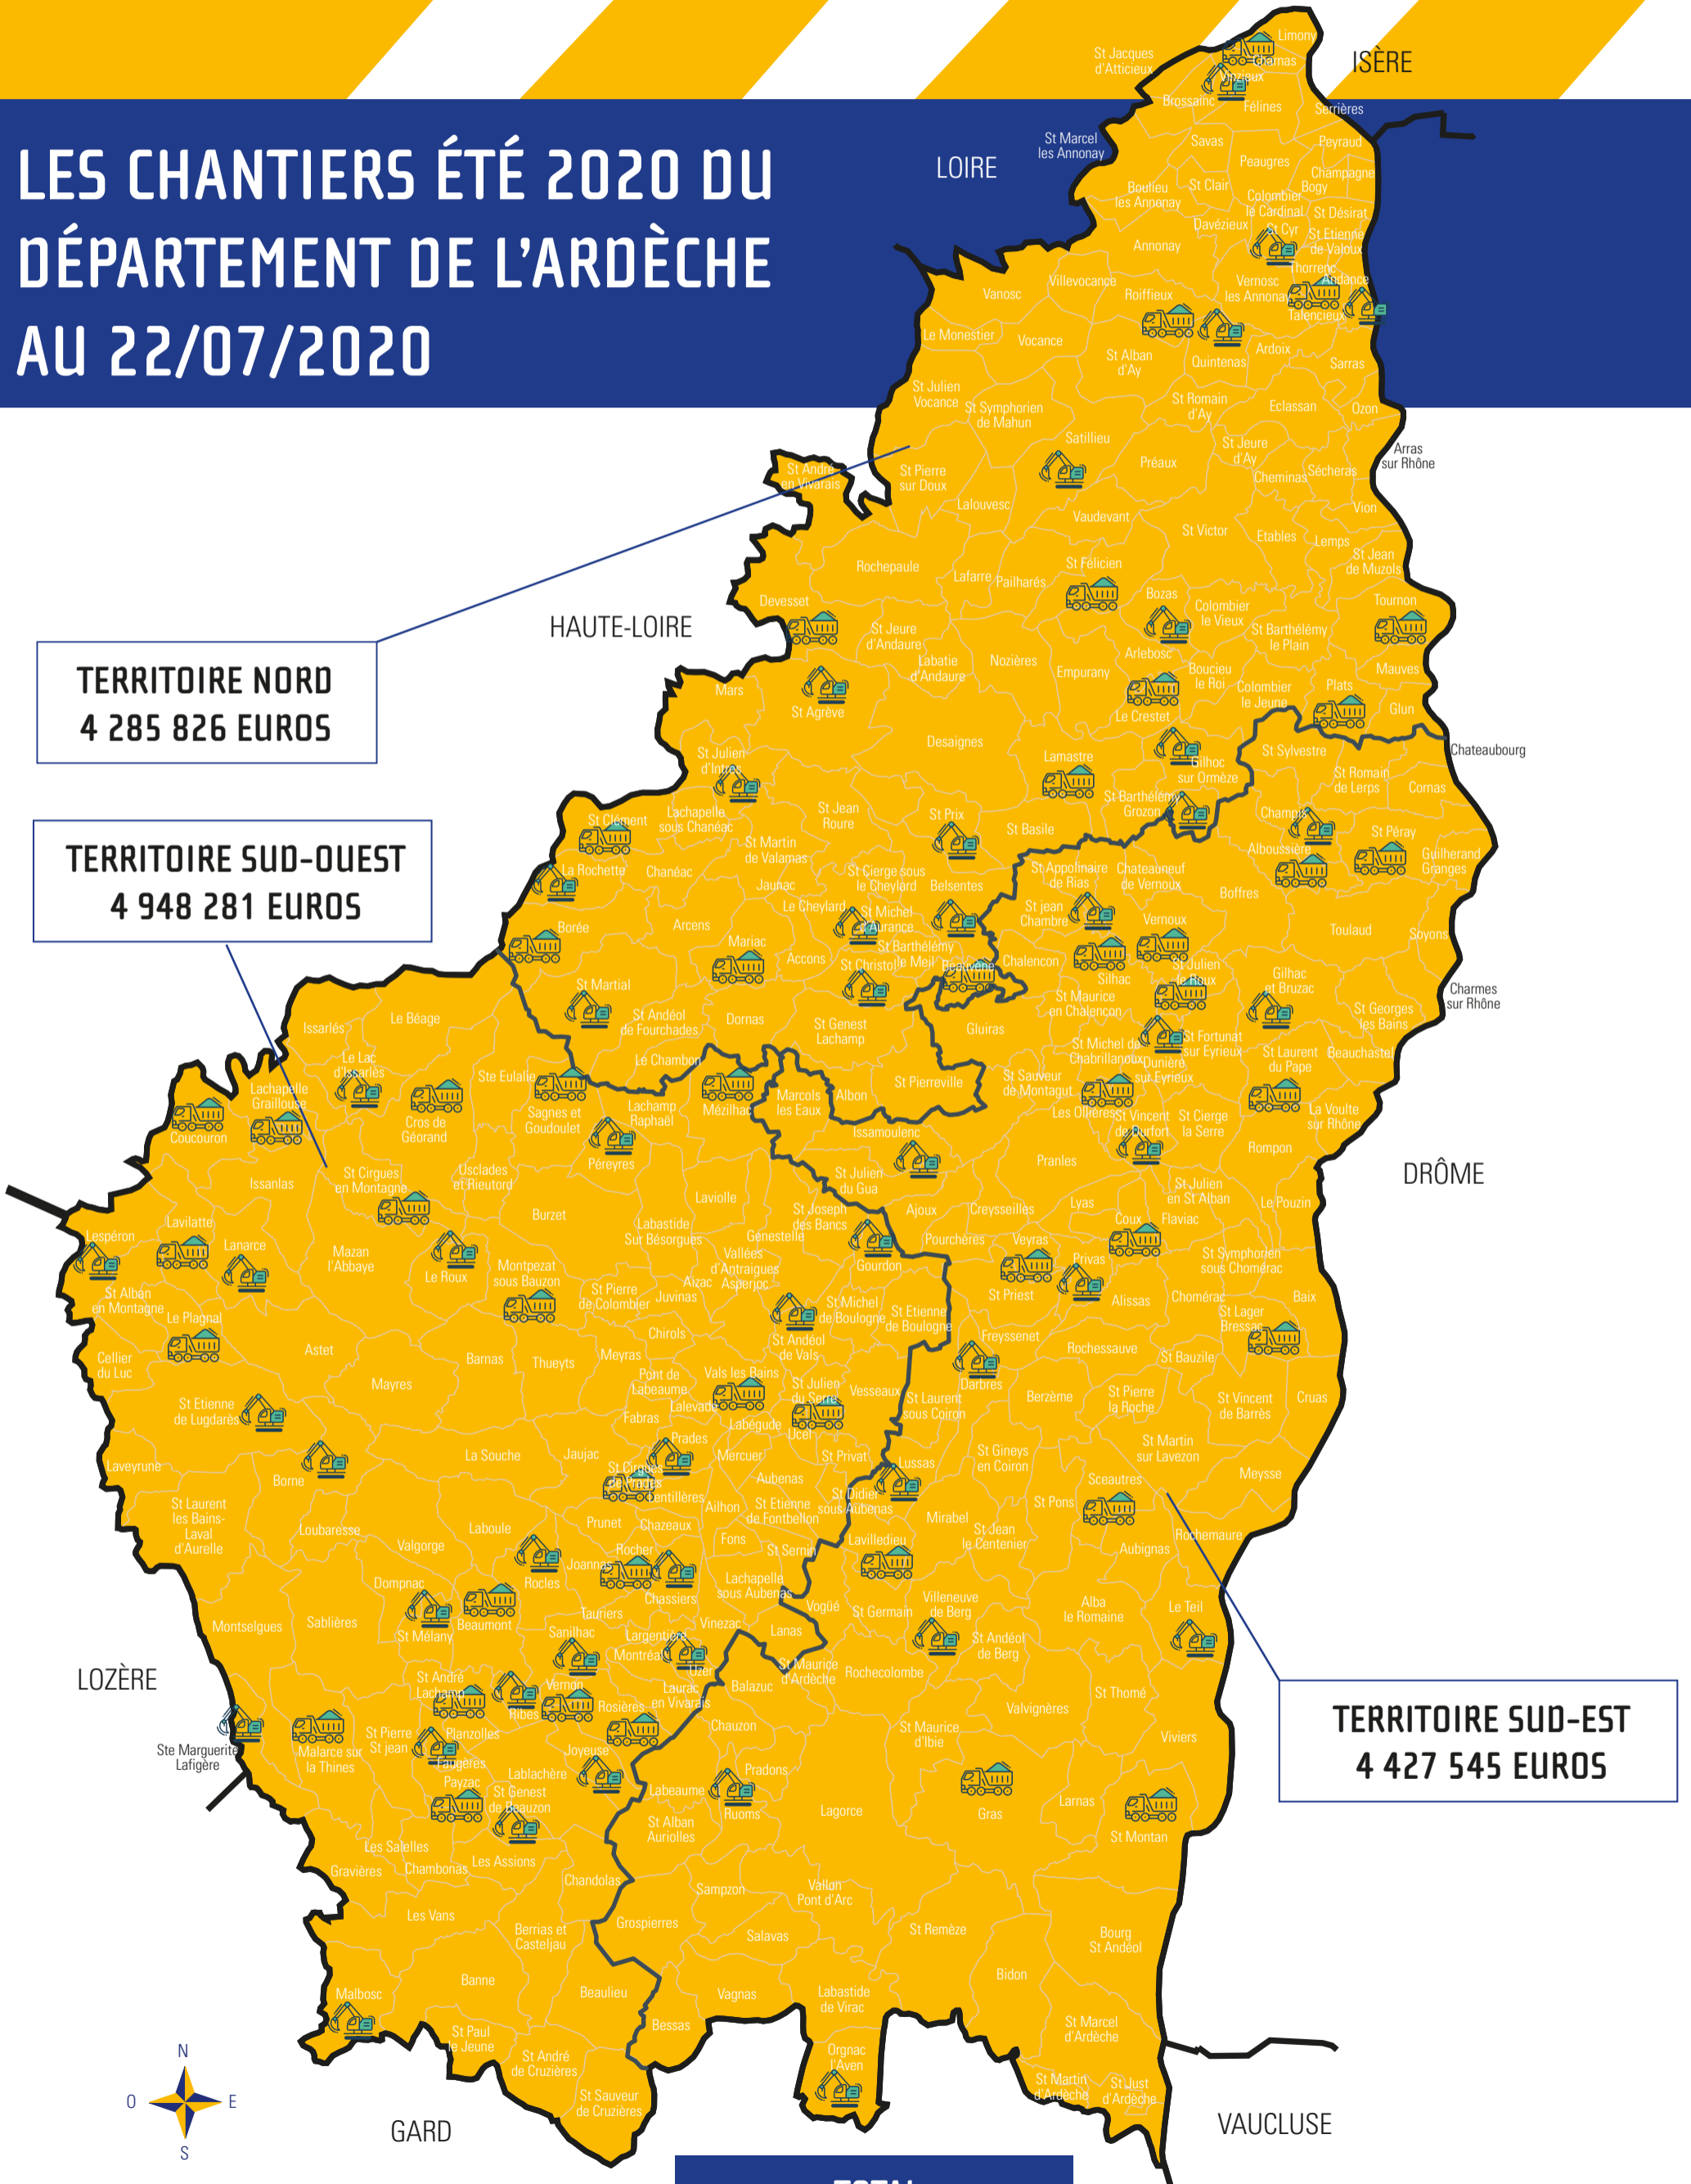 LES CHANTIERS ÉTÉ 2020 DU
DÉPARTEMENT DE L'ARDÈCHE
AU 22/07/2020
ISÈRE
LOIRE
HAUTE-LOIRE
TERRITOIRE NORD
4 285 826 EUROS
TERRITOIRE SUD-OUEST
4 948 281 EUROS
DRÔME
LOZÈRE
TERRITOIRE SUD-EST
4 427 545 EUROS
GARD
VAUCLUSE
N
O
E
S
Limony
St Jacques
d'Atticieux
Charnas
Vinzieux
Brossainc
Félines
Serrières
St Marcel
les Annonay
Savas
Peyraud
Peaugres
Champagne
Boulieu
les Annonay
St Clair
Bogy
Colombier
le Cardinal
St Désirat
Davézieux
St Cyr
St Etienne
de Valoux
Annonay
Thorrenc
Andance
Vanosc
Villevocance
Roiffieux
Vernosc
les Annonay
Talencieux
Le Monestier
Vocance
St Alban
d'Ay
Quintenas
Ardoix
Sarras
St Julien
Vocance
St Symphorien
de Mahun
St Romain
d'Ay
Eclassan
Ozon
Satillieu
St Jeure
d'Ay
Arras
sur Rhône
St André
en Vivarais
St Pierre
sur Doux
Préaux
Cheminas
Sécheras
Lalouvesc
Vaudevant
St Victor
Vion
Etables
Lemps
St Jean
de Muzols
Rochepaule
Lafarre
Pailharés
St Félicien
Bozas
Devesset
Colombier
le Vieux
Tournon
St Jeure
d'Andaure
St Barthélémy
le Plain
Arlebosc
Labatie
d'Andaure
Nozières
Empurany
Boucieu
le Roi
Mauves
Mars
Colombier
le Jeune
Plats
St Agrève
Le Crestet
Glun
Desaignes
Lamastre
St Sylvestre
Chateaubourg
St Julien
d'Intres
Gilhoc
sur Ormèze
St Romain
de Lerps
Cornas
St Barthélémy
Grozon
Lachapelle
sous Chanéac
St Jean
Roure
St Prix
St Basile
Champis
St Clément
St Péray
St Martin
de Valamas
Alboussière
Guilherand
Granges
La Rochette
Chanéac
St Cierge sous
le Cheylard
Belsentes
St Appolinaire
de Rias
Chateauneuf
de Vernoux
Jaunac
Boffres
Le Cheylard
St Michel
d'Aurance
St jean
Chambre
Vernoux
Borée
Arcens
Mariac
Accons
St Barthélémy
le Meil
St Christol
Beauvène
Chalencon
Toulaud
Soyons
Silhac
St Julien
le Roux
Gilhac
et Bruzac
St Martial
St Maurice
en Chalencon
Charmes
sur Rhône
St Andéol
de Fourchades
Dornas
St Genest
Lachamp
Gluiras
St Georges
les Bains
Issarlés
Le Béage
St Michel de
Chabrillanoux
Dunière
sur Eyrieux
St Fortunat
sur Eyrieux
St Laurent
du Pape
Beauchastel
Le Chambon
Le Lac
d'Issarlès
Ste Eulalie
St Pierreville
St Sauveur
de Montagut
Lachapelle
Graillouse
Sagnes et
Goudoulet
Lachamp
Raphaël
Mézilhac
Marcols
les Eaux
Albon
Les Ollières
St Vincent
de Durfort
St Cierge
la Serre
La Voulte
sur Rhône
Coucouron
Cros de
Géorand
Issamoulenc
Péreyres
Pranles
Rompon
Issanlas
St Cirgues
en Montagne
Usclades
et Rieutord
St Julien
du Gua
St Julien
en St Alban
Laviolle
Lyas
Le Pouzin
Burzet
St Joseph
des Bancs
Ajoux
Creysseilles
Coux
Flaviac
Lavilatte
Labastide
Sur Bésorgues
Génestelle
Lespéron
Lanarce
Mazan
l'Abbaye
Vallées
d'Antraigues
Asperjoc
Pourchères
Veyras
Privas
St Symphorien
sous Chomérac
Le Roux
Montpezat
sous Bauzon
Aizac
Gourdon
St Alban
en Montagne
St Pierre
de Colombier
Juvinas
St Priest
Alissas
Chomérac
Baix
Le Plagnal
St Michel
de Boulogne
St Etienne
de Boulogne
St Lager
Bressac
Chirols
St Andéol
de Vals
Freyssenet
Cellier
du Luc
Astet
Barnas
Thueyts
Meyras
Rochessauve
St Bauzile
Mayres
Pont de
Labeaume
Vals les Bains
St Julien
du Serre
Vesseaux
Darbres
Berzème
St Pierre
la Roche
St Vincent
de Barrès
Cruas
St Etienne
de Lugdarès
Lalevade
St Laurent
sous Coiron
Fabras
Labégude
Ucel
Prades
Laveyrune
La Souche
Jaujac
Mercuer
St Privat
Lussas
St Gineys
en Coiron
St Martin
sur Lavezon
Borne
St Cirgues
de Prades
Aubenas
Sceautres
Meysse
Lentillères
Ailhon
St Etienne
de Fontbellon
St Didier
sous Aubenas
St Pons
St Laurent
les Bains-
Laval
d'Aurelle
Loubaresse
Laboule
Prunet
Chazeaux
Mirabel
St Jean
le Centenier
Rochemaure
Valgorge
Rocher
Fons
St Sernin
Lavilledieu
Aubignas
Joannas
Dompnac
Rocles
Lachapelle
sous Aubenas
Chassiers
Villeneuve
de Berg
Alba
le Romaine
Le Teil
Montselgues
Sablières
St Mélany
Beaumont
Tauriers
Vinezac
Vogüé
St Germain
Sanilhac
Largentière
Lanas
St Andéol
de Berg
Montréal
Uzer
St Maurice
d'Ardèche
Rochecolombe
St André
Lachamp
Vernon
Laurac
en Vivarais
Balazuc
St Thomé
Ribes
Rosières
Valvignères
Chauzon
St Maurice
d'Ibie
Viviers
Ste Marguerite
Lafigère
Malarce sur
la Thines
St Pierre
St jean
Planzolles
Faugères
Joyeuse
Payzac
Lablachère
St Genest
de Beauzon
Labeaume
Pradons
Ruoms
Lagorce
Gras
Larnas
St Montan
St Alban
Auriolles
Les Salelles
Gravières
Chambonas
Les Assions
Chandolas
Sampzon
Vallon
Pont d'Arc
Les Vans
Berrias et
Casteljau
Grospierres
Salavas
St Remèze
Bourg
St Andéol
Banne
Bidon
Malbosc
Beaulieu
Vagnas
Labastide
de Virac
Bessas
St Marcel
d'Ardèche
St Paul
le Jeune
St André
de Cruzières
Orgnac
l'Aven
St Sauveur
de Cruzières
St Martin
d'Ardèche
St Just
d'Ardèche
TOTAL